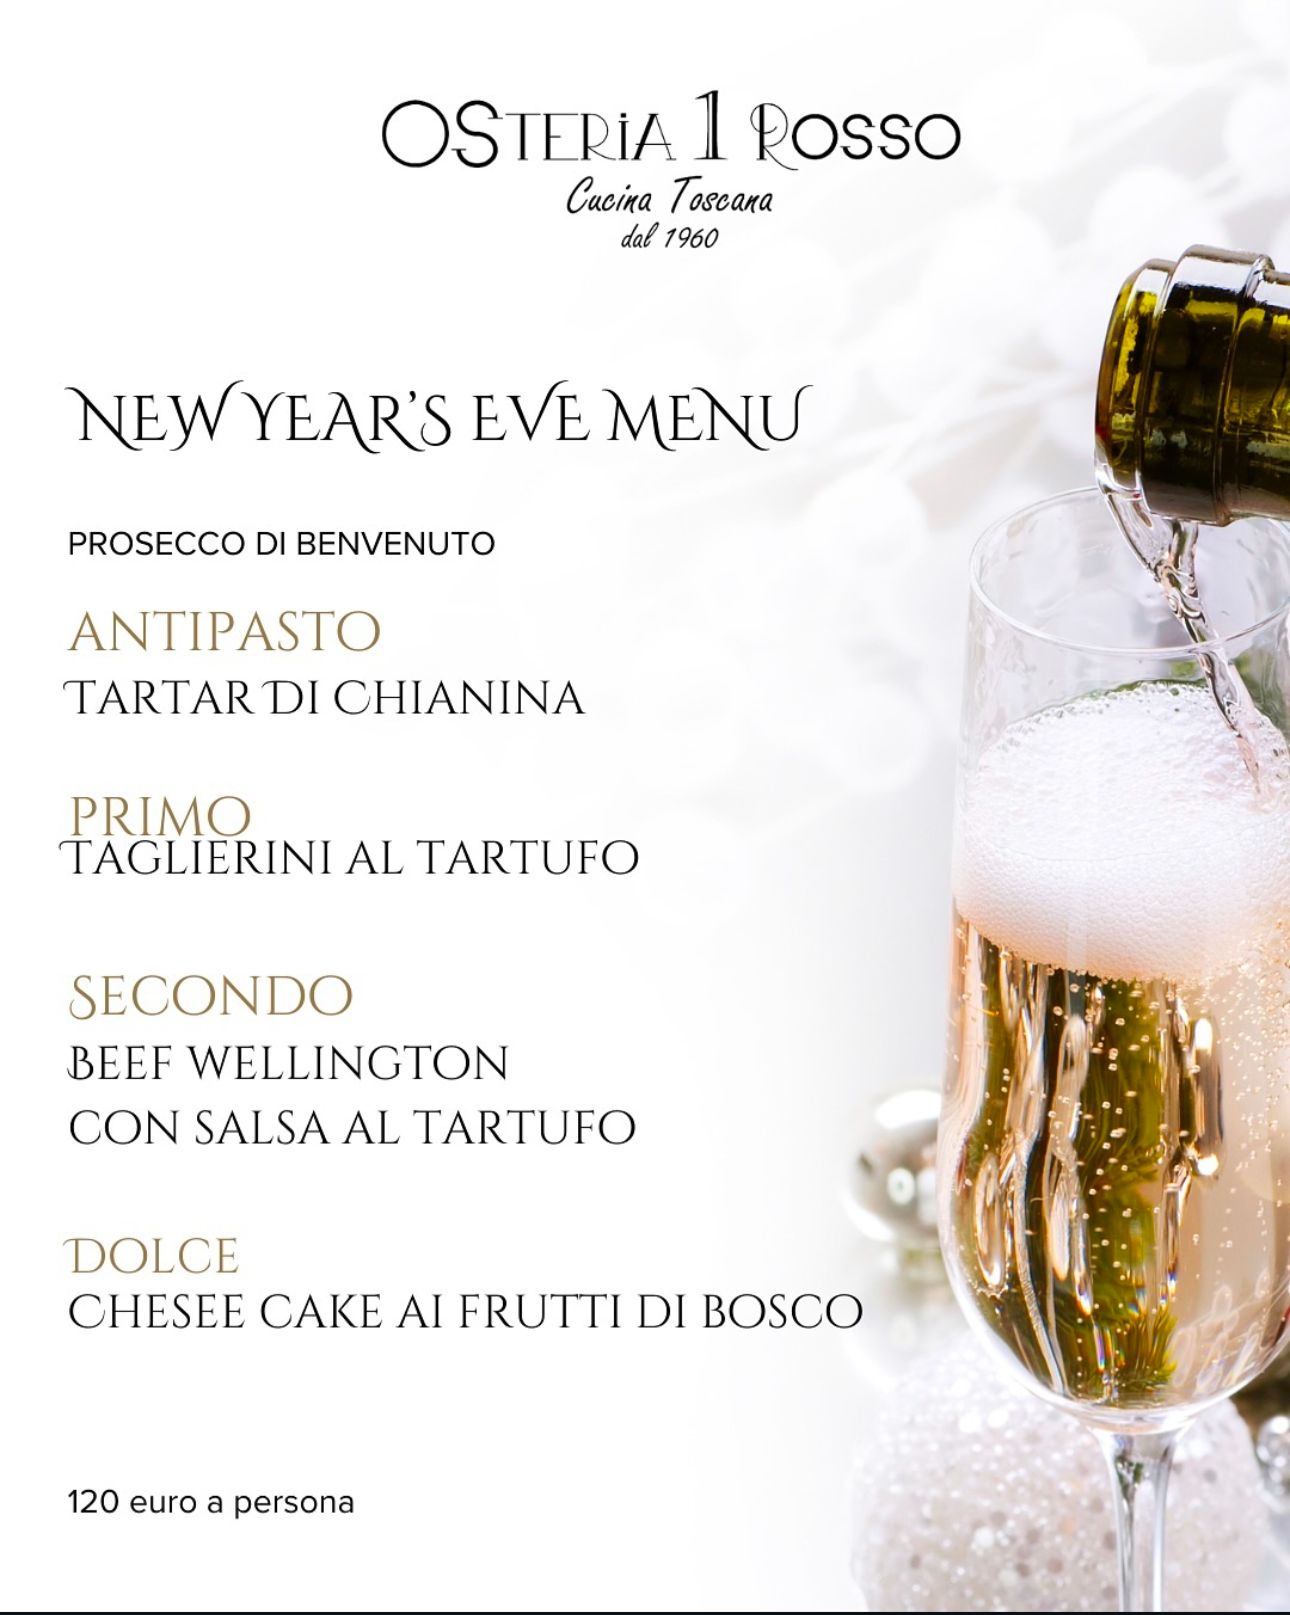 OSTERIA 1 ROSSO
Cucina Toscana
dal 1960
NEW YEAR'S EVE MENU
PROSECCO DI BENVENUTO
ANTIPASTO
TARTAR DI CHIANINA
PRIMO
TAGLIERINI AL TARTUFO
SECONDO
BEEF WELLINGTON
CON SALSA AL TARTUFO
DOLCE
CHESEE CAKE AI FRUTTI DI BOSCO
120 euro a persona